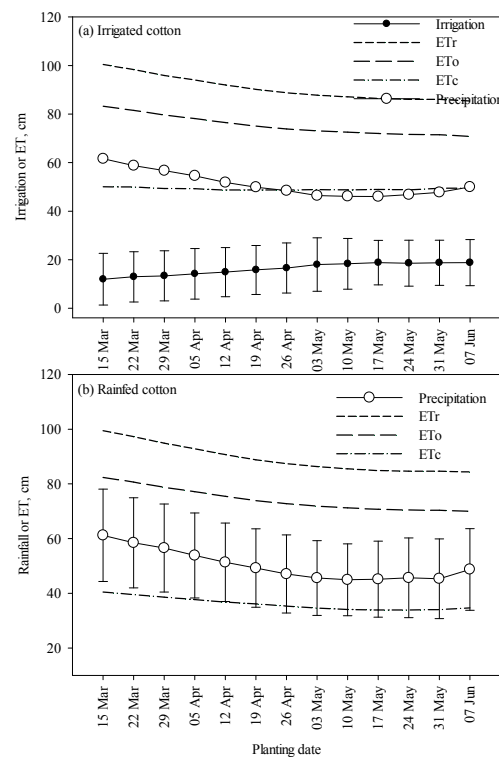 120
100
80
60
40
20
0
Irrigation or ET, cm
(a) Irrigated cotton
Irrigation
ETr
ETo
ETc
Precipitation
15 Mar
22 Mar
29 Mar
05 Apr
12 Apr
19 Apr
26 Apr
03 May
10 May
17 May
24 May
31 May
07 Jun
120
100
80
60
40
20
Rainfall or ET, cm
(b) Rainfed cotton
Precipitation
ETr
ETo
ETc
15 Mar
22 Mar
29 Mar
05 Apr
12 Apr
19 Apr
26 Apr
03 May
10 May
17 May
24 May
31 May
07 Jun
Planting date